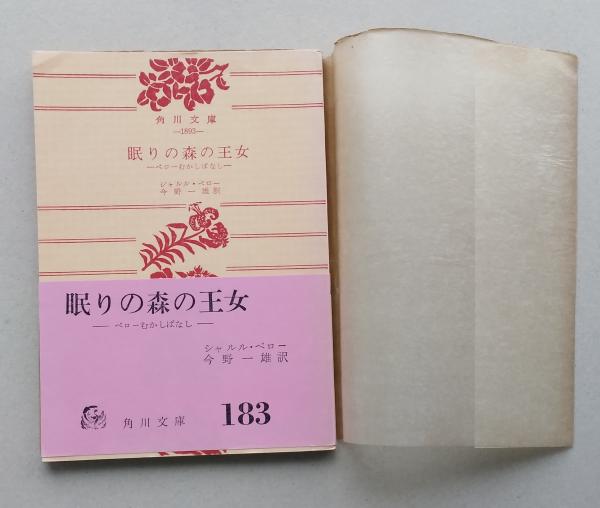 角川文庫
—1893—
眠りの森の王女
—ペローむかしばなし—
シャルル・ペロー
今野一雄訳
眠りの森の王女
— ペローむかしばなし —
シャルル・ペロー
今野一雄訳
角川文庫 183